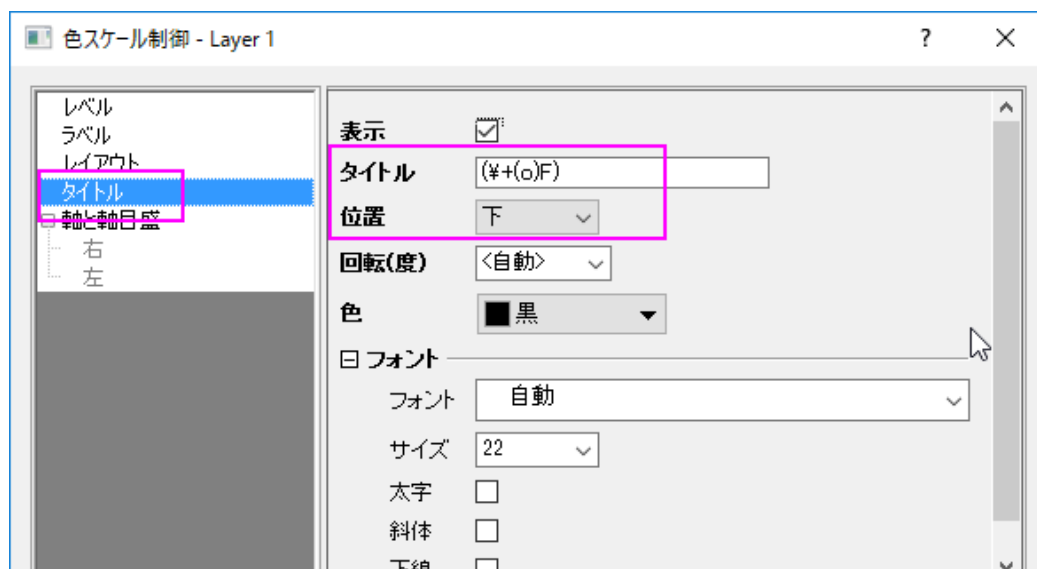 色スケール制御 - Layer 1
?
レベル
ラベル
レイアウト
タイトル
軸と軸目盛
右
左
表示
タイトル (¥+(o)F)
位置 下
回転(度) <自動>
色 黒
フォント
フォント 自動
サイズ 22
太字
斜体
下線